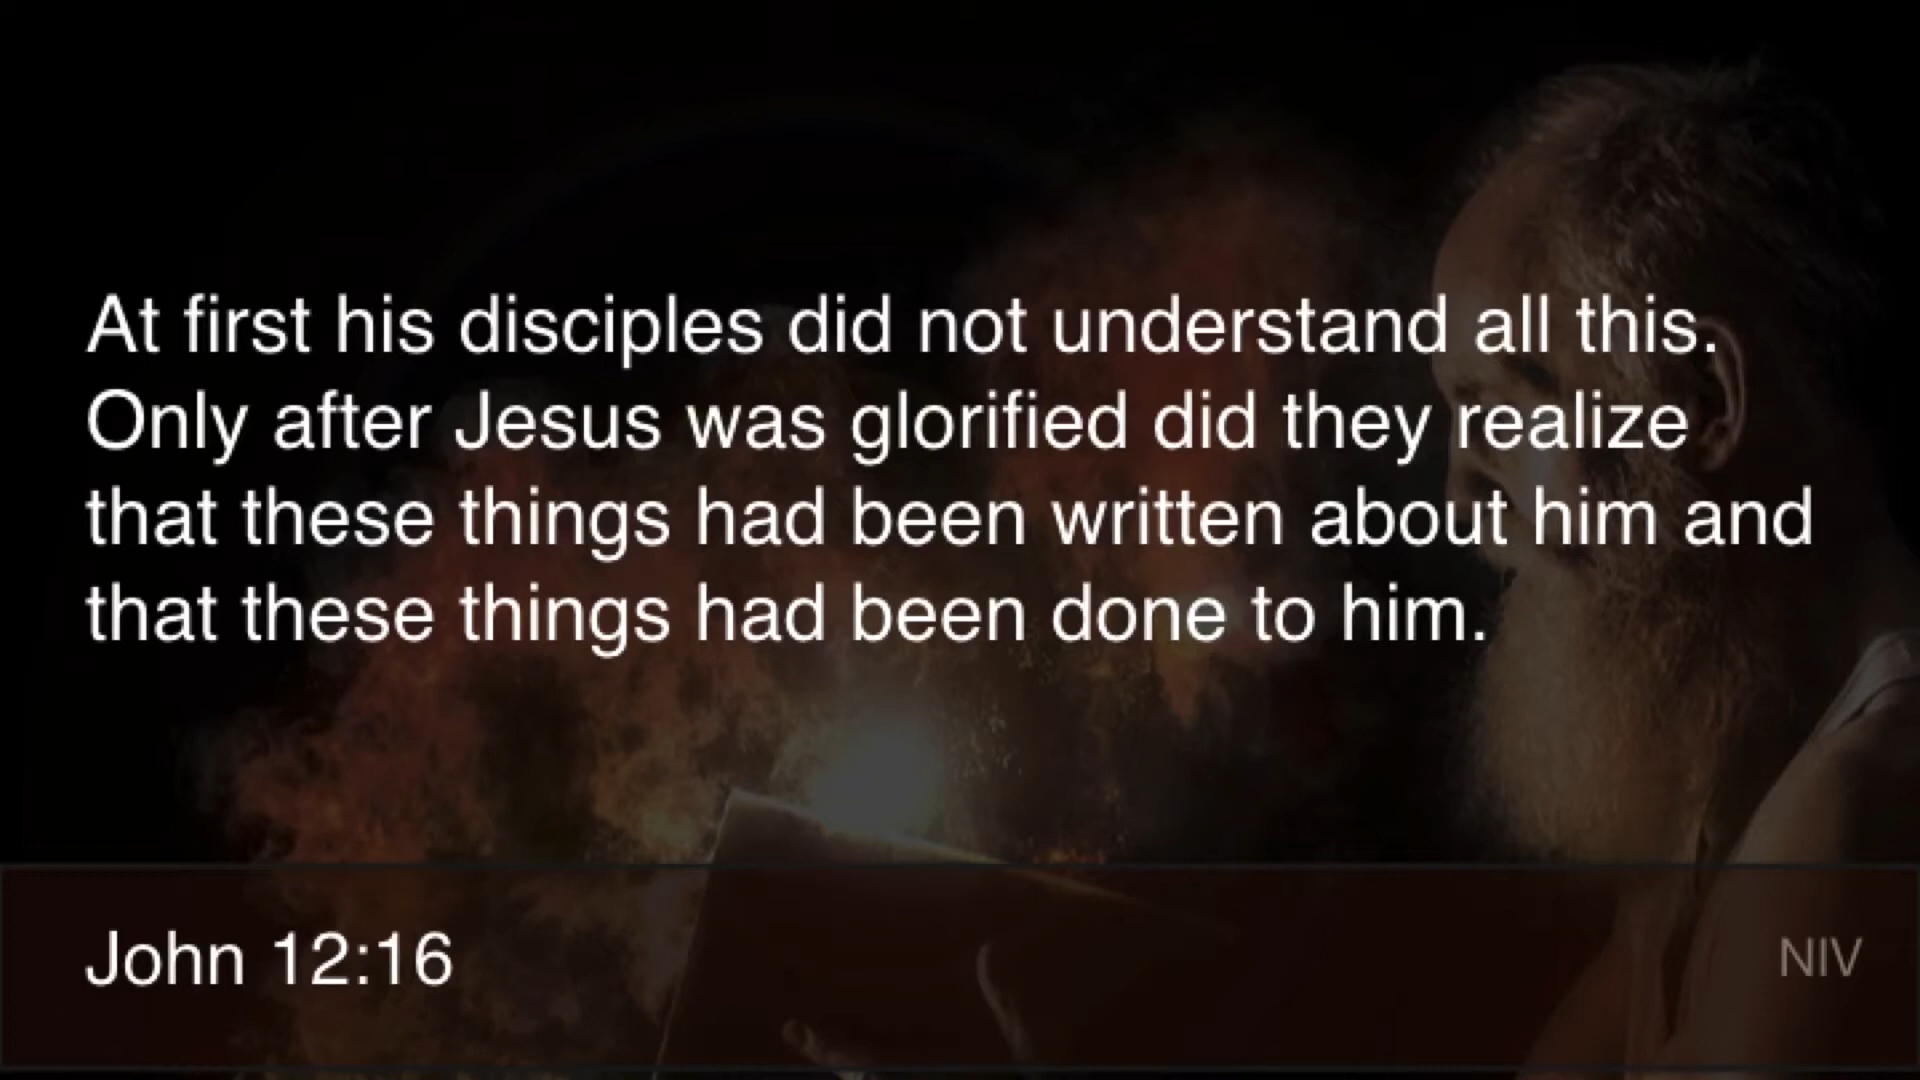 At first his disciples did not understand all this.
Only after Jesus was glorified did they realize
that these things had been written about him and
that these things had been done to him.
John 12:16
NIV